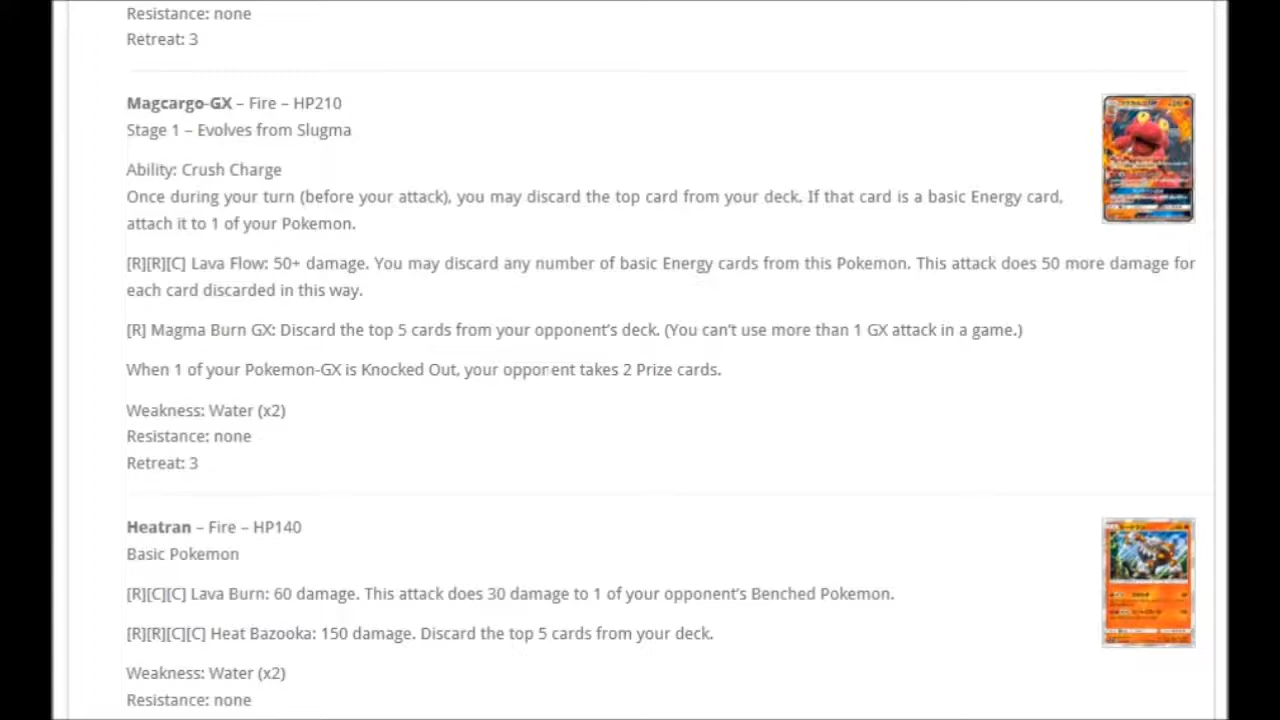 Resistance: none
Retreat: 3
Magcargo-GX – Fire – HP210
Stage 1 – Evolves from Slugma
Ability: Crush Charge
Once during your turn (before your attack), you may discard the top card from your deck. If that card is a basic Energy card,
attach it to 1 of your Pokemon.
[R][R][C] Lava Flow: 50+ damage. You may discard any number of basic Energy cards from this Pokemon. This attack does 50 more damage for
each card discarded in this way.
[R] Magma Burn GX: Discard the top 5 cards from your opponent’s deck. (You can’t use more than 1 GX attack in a game.)
When 1 of your Pokemon-GX is Knocked Out, your opponent takes 2 Prize cards.
Weakness: Water (x2)
Resistance: none
Retreat: 3
Heatran – Fire – HP140
Basic Pokemon
[R][C][C] Lava Burn: 60 damage. This attack does 30 damage to 1 of your opponent’s Benched Pokemon.
[R][R][C][C] Heat Bazooka: 150 damage. Discard the top 5 cards from your deck.
Weakness: Water (x2)
Resistance: none